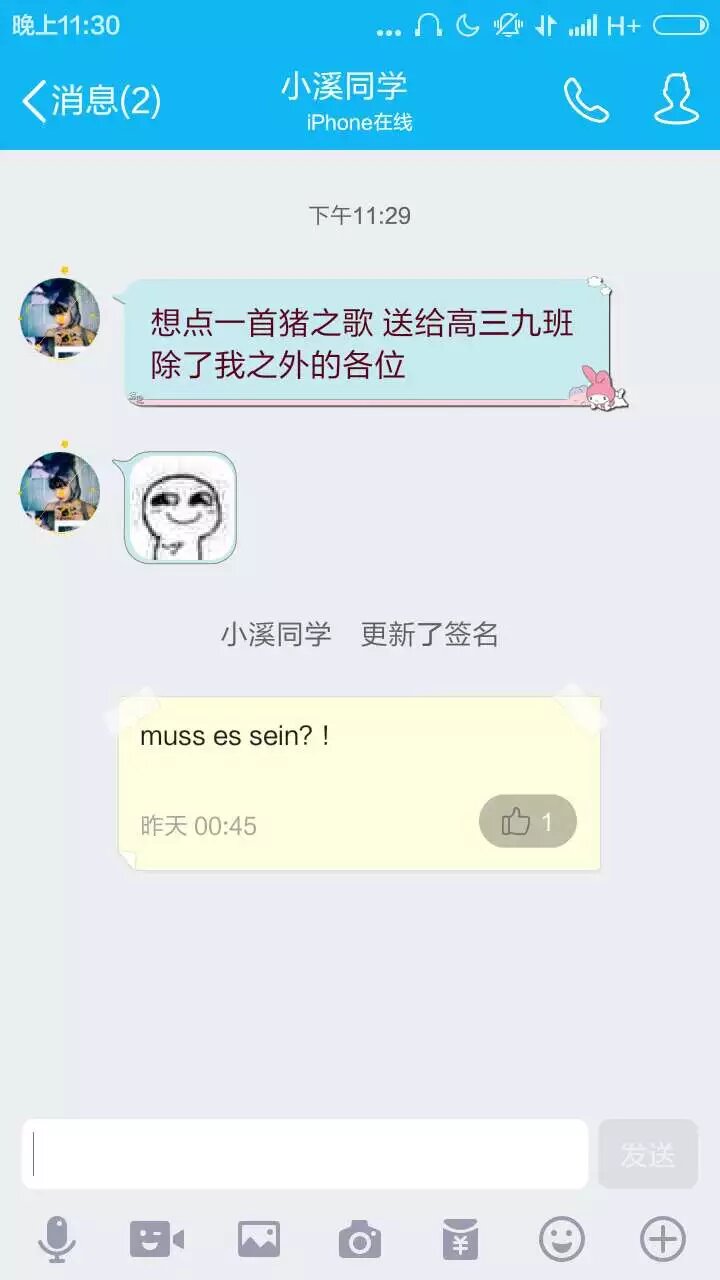 晚上11:30
H+
消息(2)
小溪同学
iPhone在线
下午11:29
想点一首猪之歌 送给高三九班
除了我之外的各位
小溪同学 更新了签名
muss es sein?！
昨天 00:45
1
发送